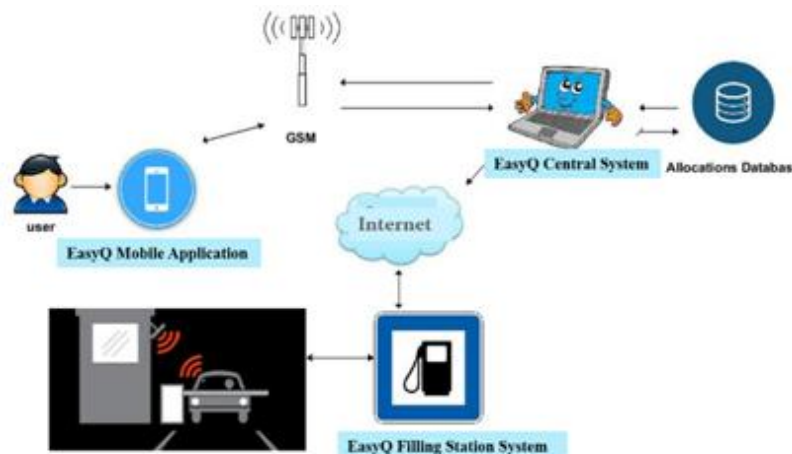 GSM
EasyQ Central System
Allocations Databas
user
EasyQ Mobile Application
Internet
EasyQ Filling Station System